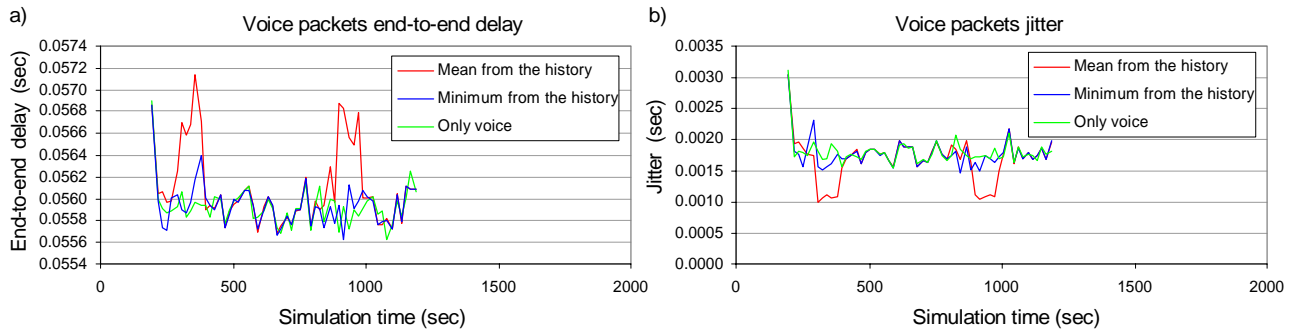 a)
Voice packets end-to-end delay
End-to-end delay (sec)
0.0574
0.0572
0.0570
0.0568
0.0566
0.0564
0.0562
0.0560
0.0558
0.0556
0.0554
Mean from the history
Minimum from the history
Only voice
0
500
1000
1500
2000
Simulation time (sec)
b)
Voice packets jitter
Jitter (sec)
0.0035
0.0030
0.0025
0.0020
0.0015
0.0010
0.0005
0.0000
Mean from the history
Minimum from the history
Only voice
0
500
1000
1500
2000
Simulation time (sec)